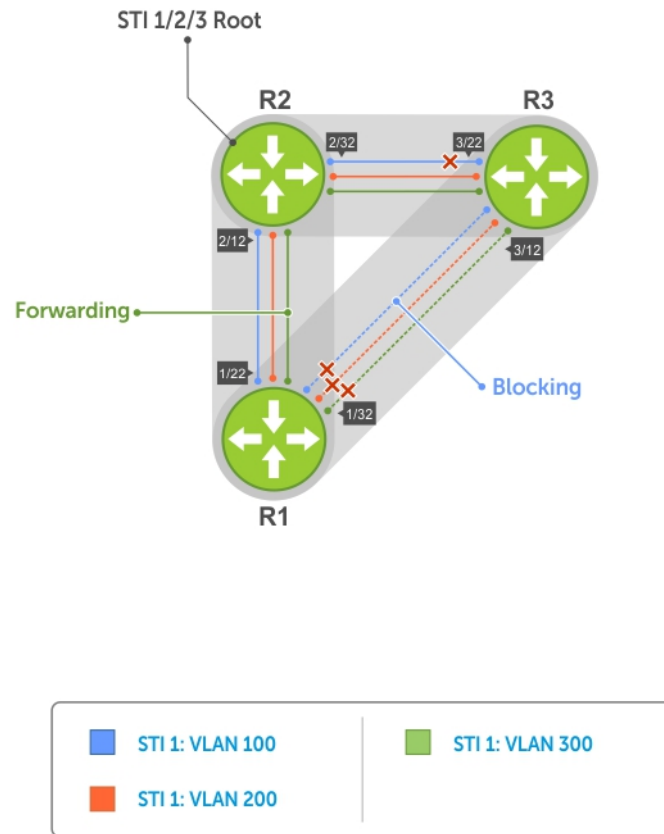 STI 1/2/3 Root
R2
R3
2/32
3/22
2/12
3/12
Forwarding
1/22
Blocking
1/32
R1
STI 1: VLAN 100
STI 1: VLAN 300
STI 1: VLAN 200